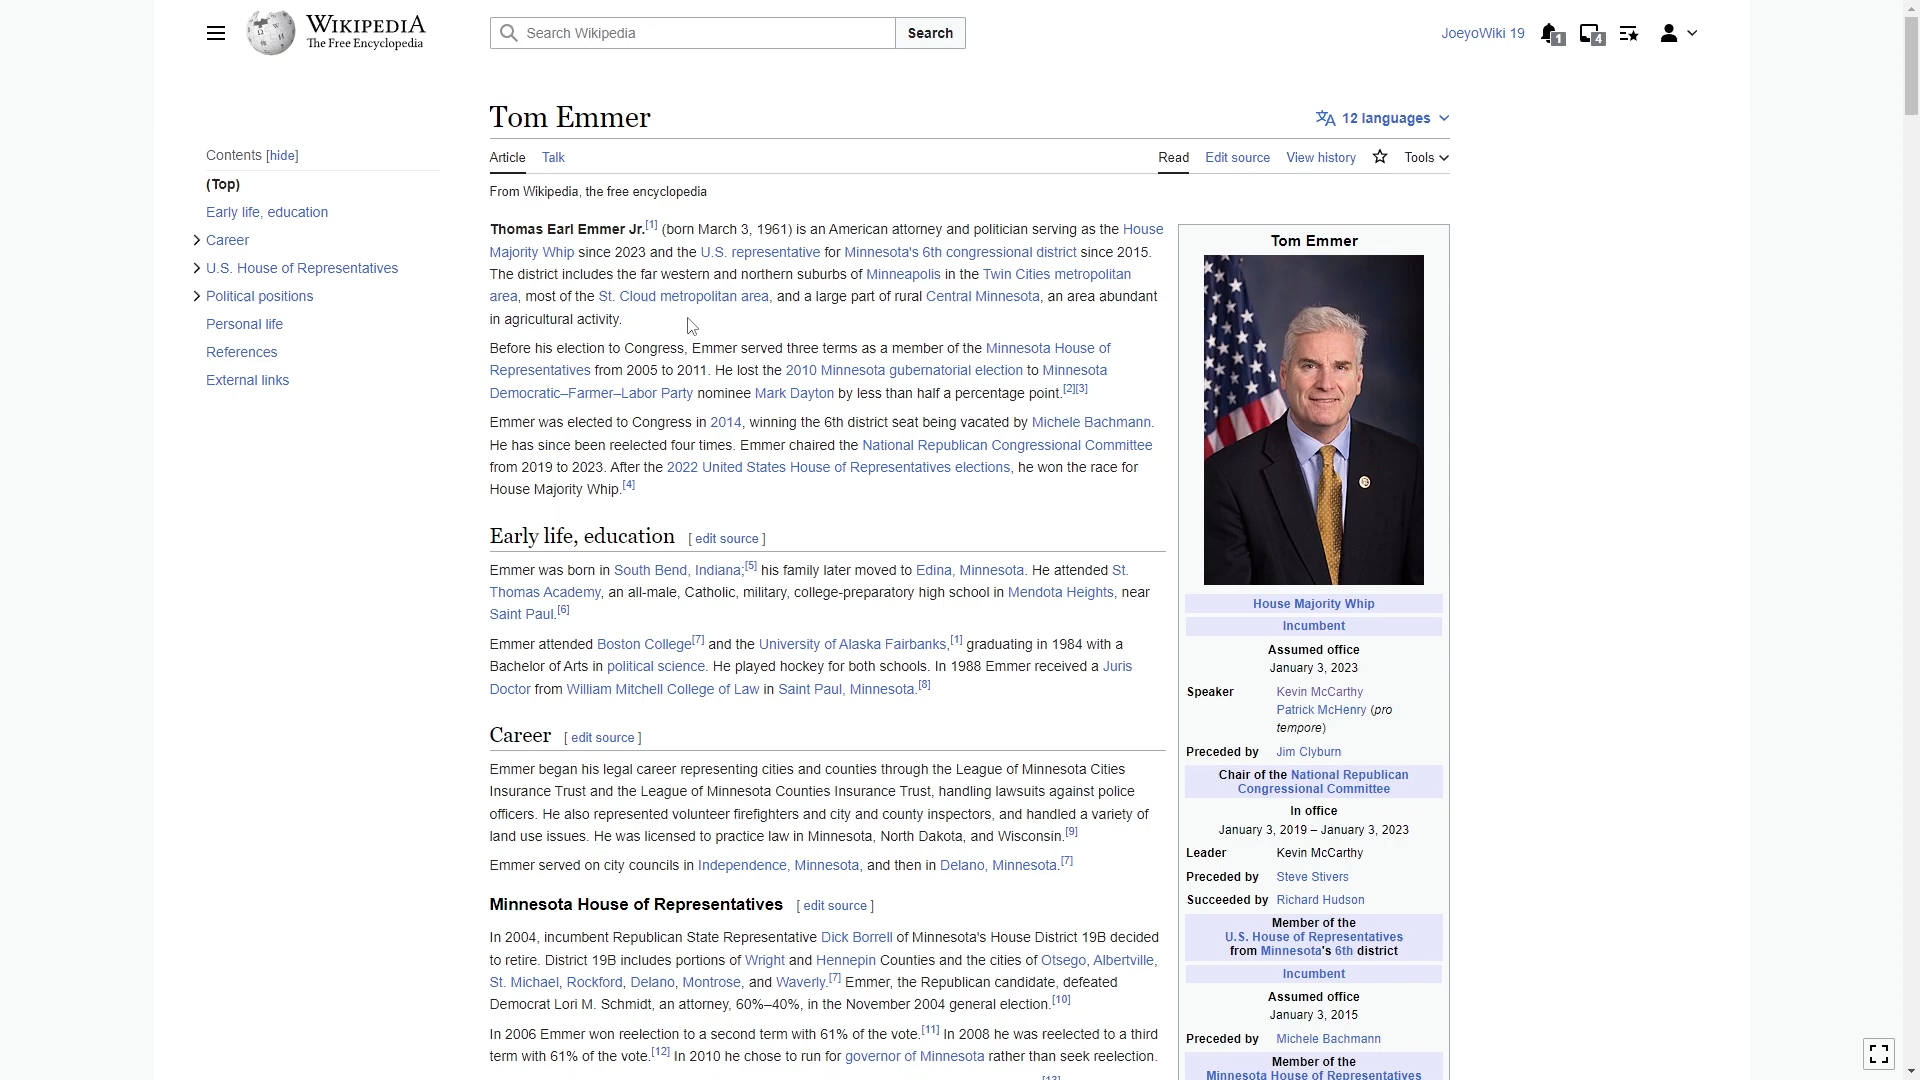 WIKIPEDIA
The Free Encyclopedia
Search Wikipedia
Search
JoeyoWiki 19
1
4
Tom Emmer
12 languages
Contents [hide]
(Top)
Early life, education
Career
U.S. House of Representatives
Political positions
Personal life
References
External links
Article Talk
Read Edit source View history Tools
From Wikipedia, the free encyclopedia
Thomas Earl Emmer Jr.[1] (born March 3, 1961) is an American attorney and politician serving as the House
Majority Whip since 2023 and the U.S. representative for Minnesota's 6th congressional district since 2015.
The district includes the far western and northern suburbs of Minneapolis in the Twin Cities metropolitan
area, most of the St. Cloud metropolitan area, and a large part of rural Central Minnesota, an area abundant
in agricultural activity.
Before his election to Congress, Emmer served three terms as a member of the Minnesota House of
Representatives from 2005 to 2011. He lost the 2010 Minnesota gubernatorial election to Minnesota
Democratic–Farmer–Labor Party nominee Mark Dayton by less than half a percentage point.[2][3]
Emmer was elected to Congress in 2014, winning the 6th district seat being vacated by Michele Bachmann.
He has since been reelected four times. Emmer chaired the National Republican Congressional Committee
from 2019 to 2023. After the 2022 United States House of Representatives elections, he won the race for
House Majority Whip.[4]
Early life, education [ edit source ]
Emmer was born in South Bend, Indiana;[5] his family later moved to Edina, Minnesota. He attended St.
Thomas Academy, an all-male, Catholic, military, college-preparatory high school in Mendota Heights, near
Saint Paul.[6]
Emmer attended Boston College[7] and the University of Alaska Fairbanks,[1] graduating in 1984 with a
Bachelor of Arts in political science. He played hockey for both schools. In 1988 Emmer received a Juris
Doctor from William Mitchell College of Law in Saint Paul, Minnesota.[8]
Career [ edit source ]
Emmer began his legal career representing cities and counties through the League of Minnesota Cities
Insurance Trust and the League of Minnesota Counties Insurance Trust, handling lawsuits against police
officers. He also represented volunteer firefighters and city and county inspectors, and handled a variety of
land use issues. He was licensed to practice law in Minnesota, North Dakota, and Wisconsin.[9]
Emmer served on city councils in Independence, Minnesota, and then in Delano, Minnesota.[7]
Minnesota House of Representatives [ edit source ]
In 2004, incumbent Republican State Representative Dick Borrell of Minnesota's House District 19B decided
to retire. District 19B includes portions of Wright and Hennepin Counties and the cities of Otsego, Albertville,
St. Michael, Rockford, Delano, Montrose, and Waverly.[7] Emmer, the Republican candidate, defeated
Democrat Lori M. Schmidt, an attorney, 60%–40%, in the November 2004 general election.[10]
In 2006 Emmer won reelection to a second term with 61% of the vote.[11] In 2008 he was reelected to a third
term with 61% of the vote.[12] In 2010 he chose to run for governor of Minnesota rather than seek reelection.
Tom Emmer
House Majority Whip
Incumbent
Assumed office
January 3, 2023
Speaker Kevin McCarthy
Patrick McHenry (pro
tempore)
Preceded by Jim Clyburn
Chair of the National Republican
Congressional Committee
In office
January 3, 2019 – January 3, 2023
Leader Kevin McCarthy
Preceded by Steve Stivers
Succeeded by Richard Hudson
Member of the
U.S. House of Representatives
from Minnesota's 6th district
Incumbent
Assumed office
January 3, 2015
Preceded by Michele Bachmann
Member of the
Minnesota House of Representatives